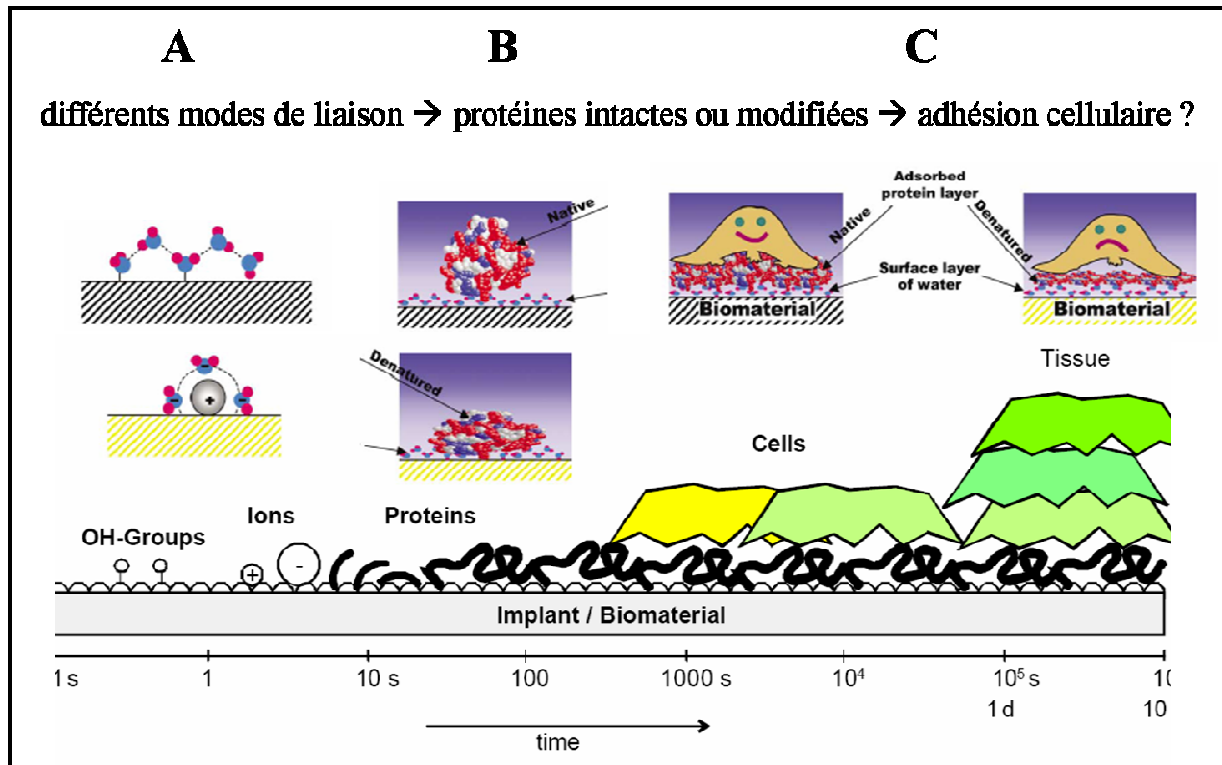 A B C
différents modes de liaison → protéines intactes ou modifiées → adhésion cellulaire ?
Native
Denatured
Adsorbed
protein layer
Native
Denatured
Surface layer
of water
Biomaterial
Biomaterial
+
- - -
Tissue
Cells
OH-Groups
Ions
Proteins
+ -
Implant / Biomaterial
1 s 1 10 s 100 1000 s 10⁴ 10⁵ s 10
1 d 10
time